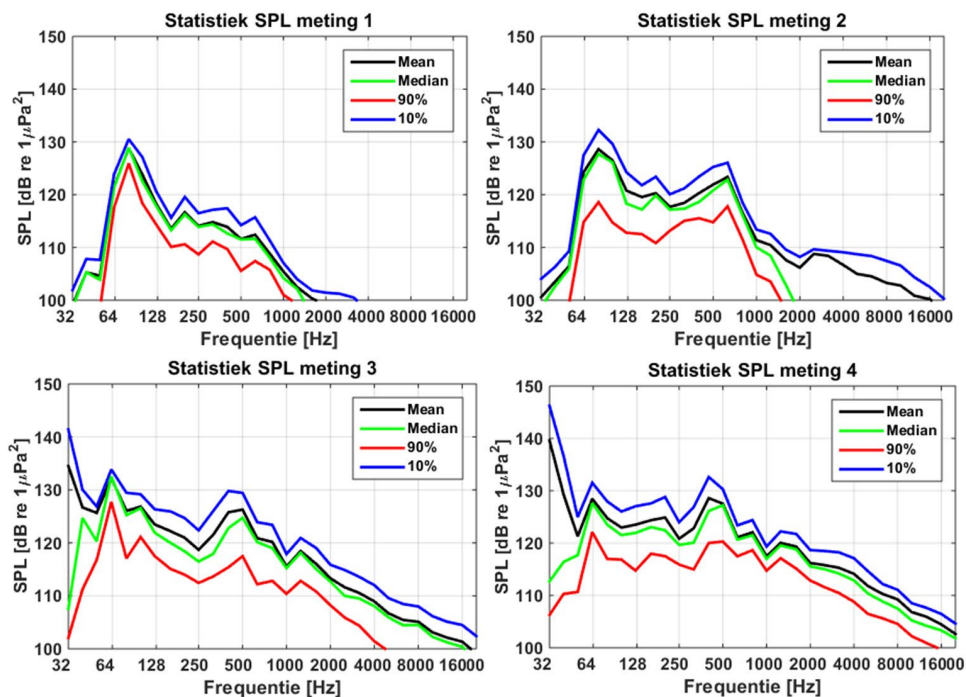 Statistiek SPL meting 1
SPL [dB re 1μPa²]
150
140
130
120
110
100
Mean
Median
90%
10%
32 64 128 250 500 1000 2000 4000 8000 16000
Frequentie [Hz]
Statistiek SPL meting 2
SPL [dB re 1μPa²]
150
140
130
120
110
100
Mean
Median
90%
10%
32 64 128 250 500 1000 2000 4000 8000 16000
Frequentie [Hz]
Statistiek SPL meting 3
SPL [dB re 1μPa²]
150
140
130
120
110
100
Mean
Median
90%
10%
32 64 128 250 500 1000 2000 4000 8000 16000
Frequentie [Hz]
Statistiek SPL meting 4
SPL [dB re 1μPa²]
150
140
130
120
110
100
Mean
Median
90%
10%
32 64 128 250 500 1000 2000 4000 8000 16000
Frequentie [Hz]